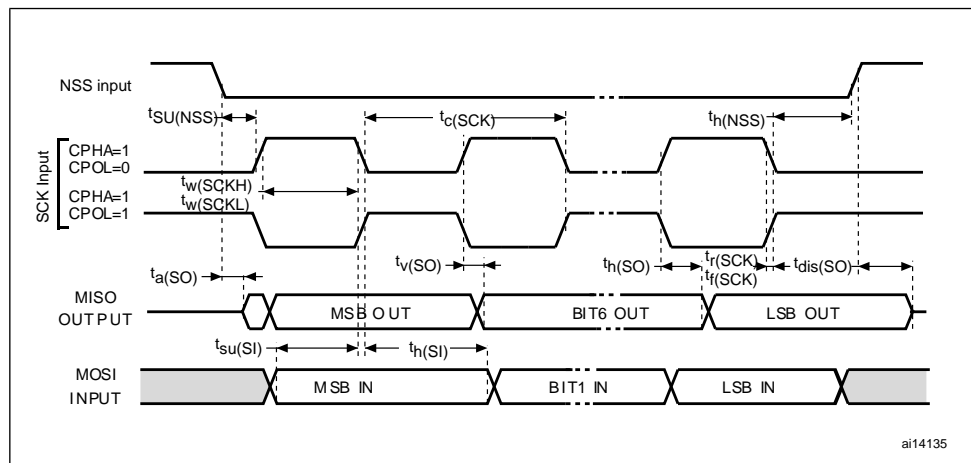 NSS input
tSU(NSS)
tc(SCK)
th(NSS)
SCK Input
CPHA=1
CPOL=0
tw(SCKH)
CPHA=1
tw(SCKL)
CPOL=1
ta(SO)
tv(SO)
th(SO)
tr(SCK)
tf(SCK)
tdis(SO)
MISO
OUTPUT
MSB OUT
BIT6 OUT
LSB OUT
tsu(SI)
th(SI)
MOSI
INPUT
MSB IN
BIT1 IN
LSB IN
ai14135